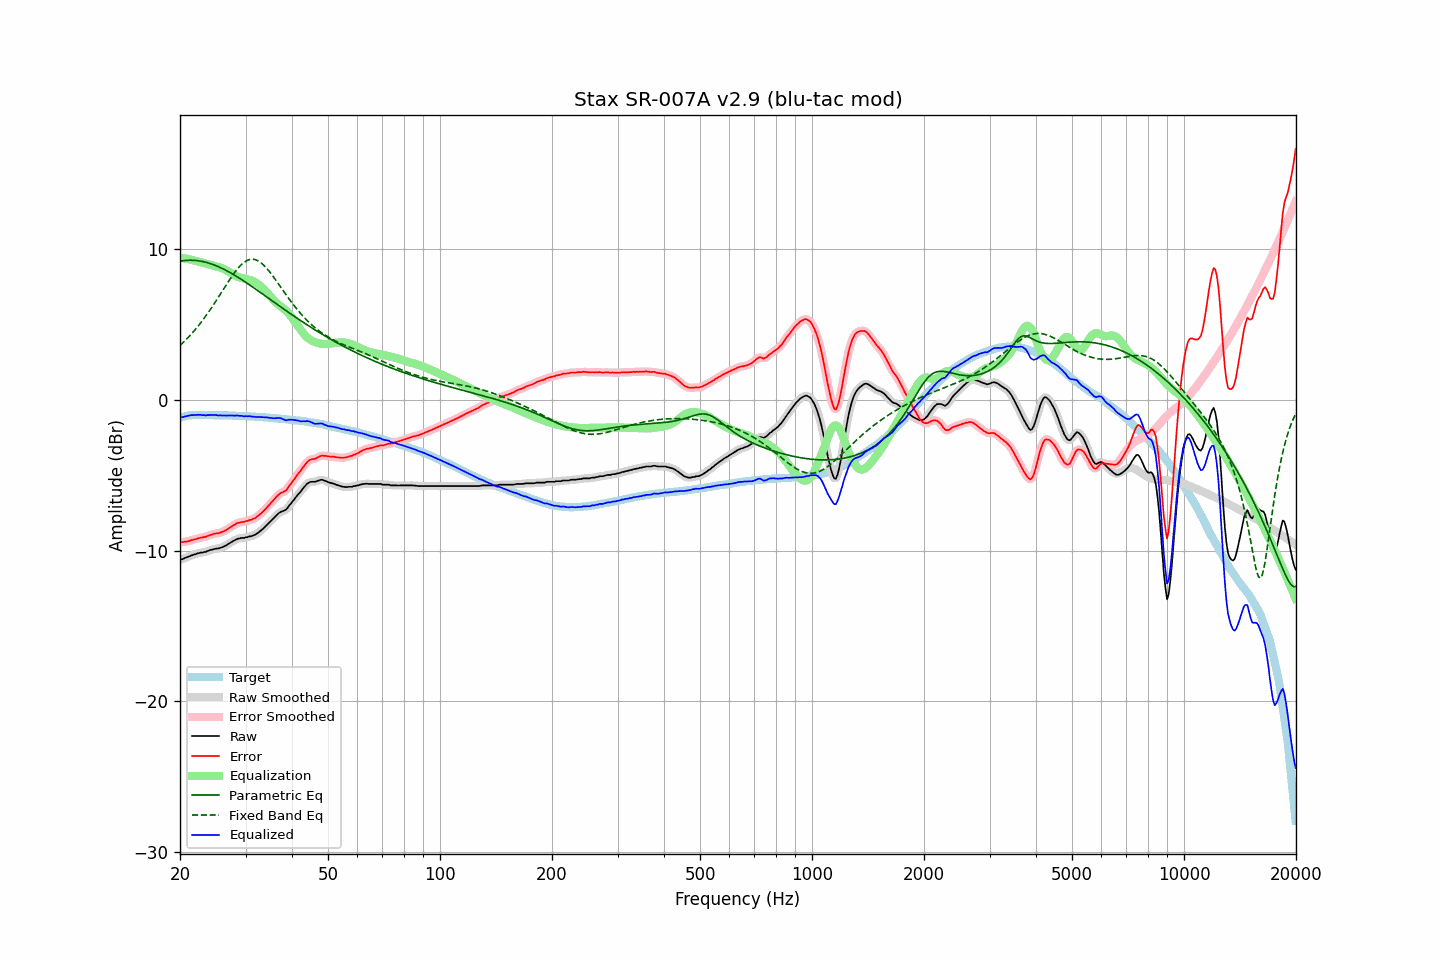 Stax SR-007A v2.9 (blu-tac mod)
Amplitude (dBr)
10
0
−10
−20
−30
Target
Raw Smoothed
Error Smoothed
Raw
Error
Equalization
Parametric Eq
Fixed Band Eq
Equalized
20 50 100 200 500 1000 2000 5000 10000 20000
Frequency (Hz)